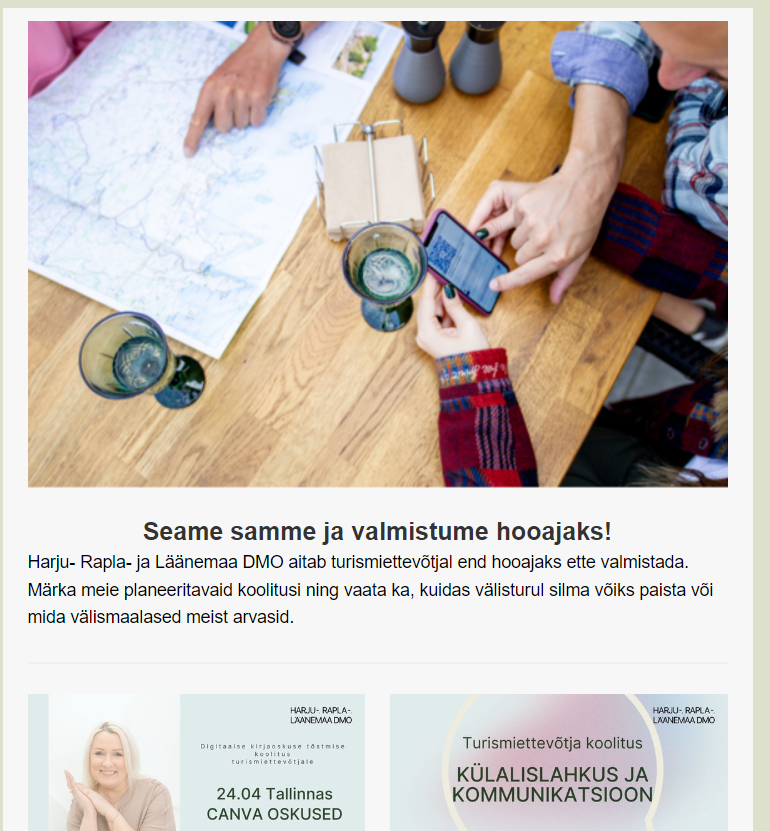 Seame samme ja valmistume hooajaks!
Harju- Rapla- ja Läänemaa DMO aitab turismiettevõtjal end hooajaks ette valmistada.
Märka meie planeeritavaid koolitusi ning vaata ka, kuidas välisturul silma võiks paista või
mida välismaalased meist arvasid.
HARJU-, RAPLA-,
LÄÄNEMAA DMO
Digitaalse kirjaoskuse tõstmise
koolitus
turismiettevõtjale
24.04 Tallinnas
CANVA OSKUSED
HARJU-, RAPLA-,
LÄÄNEMAA DMO
Turismiettevõtja koolitus
KÜLALISLAHKUS JA
KOMMUNIKATSIOON